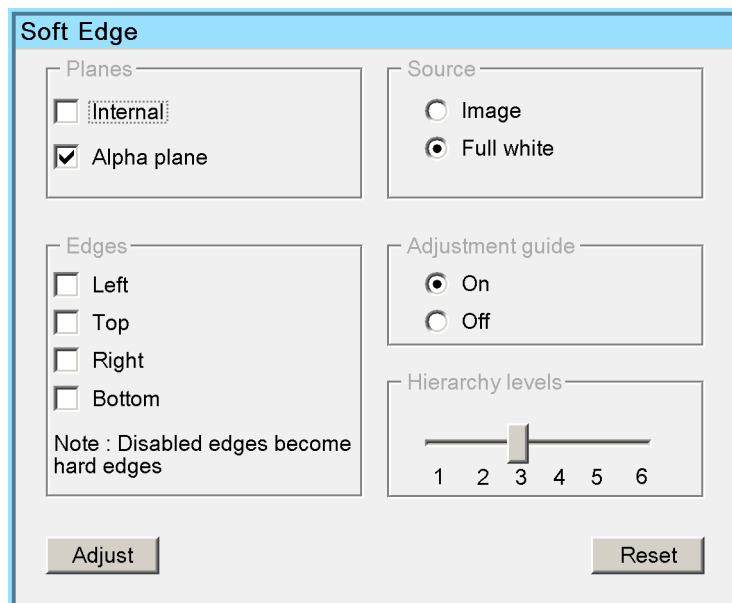 Soft Edge
Planes
Internal
Alpha plane
Source
Image
Full white
Edges
Left
Top
Right
Bottom
Note : Disabled edges become
hard edges
Adjustment guide
On
Off
Hierarchy levels
1 2 3 4 5 6
Adjust
Reset